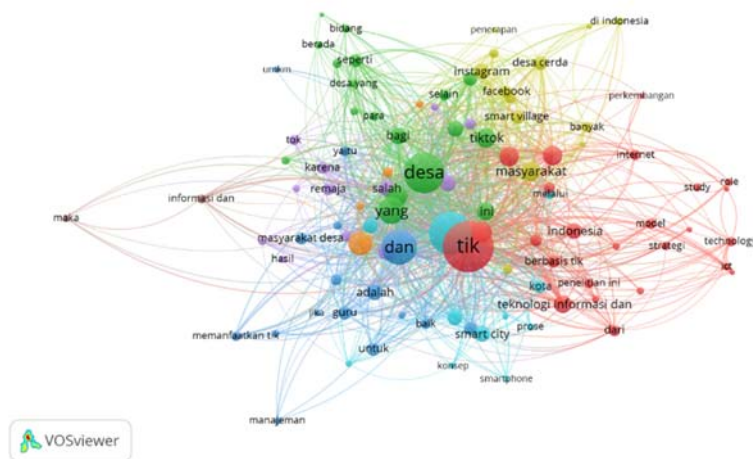 bidang
penerapan
di indonesia
berada
seperti
instagram
desa cerda
umkm
desa yang
selain
facebook
perkembangan
para
smart village
tok
bagi
tiktok
banyak
yaitu
karena
internet
desa
masyarakat
remaja
salah
melalui
study
role
informasi dan
maka
yang
ini
model
masyarakat desa
indonesia
technology
hasil
dan
tik
strategi
berbasis tik
ict
kota
penelitian ini
adalah
teknologi informasi dan
jika
guru
baik
prose
dari
memanfaatkan tik
smart city
untuk
konsep
smartphone
manajeman
VOSviewer